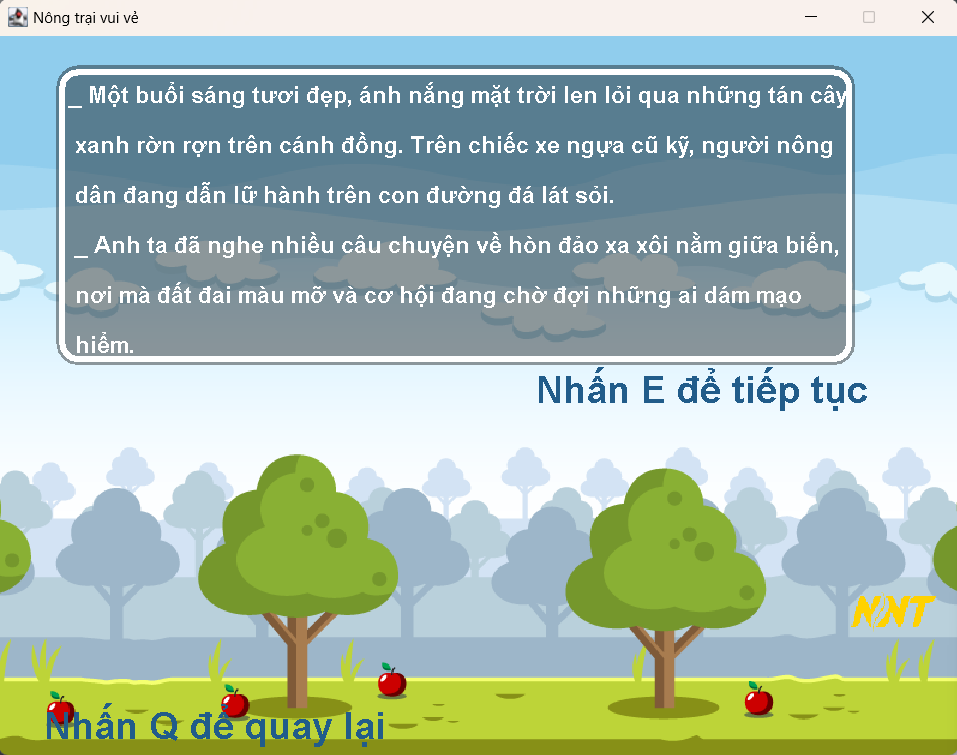 Nông trại vui vẻ
_ Một buổi sáng tươi đẹp, ánh nắng mặt trời len lỏi qua những tán cây
xanh rờn rợn trên cánh đồng. Trên chiếc xe ngựa cũ kỹ, người nông
dân đang dẫn lữ hành trên con đường đá lát sỏi.
_ Anh ta đã nghe nhiều câu chuyện về hòn đảo xa xôi nằm giữa biển,
nơi mà đất đai màu mỡ và cơ hội đang chờ đợi những ai dám mạo
hiểm.
Nhấn E để tiếp tục
N&NT
Nhấn Q để quay lại